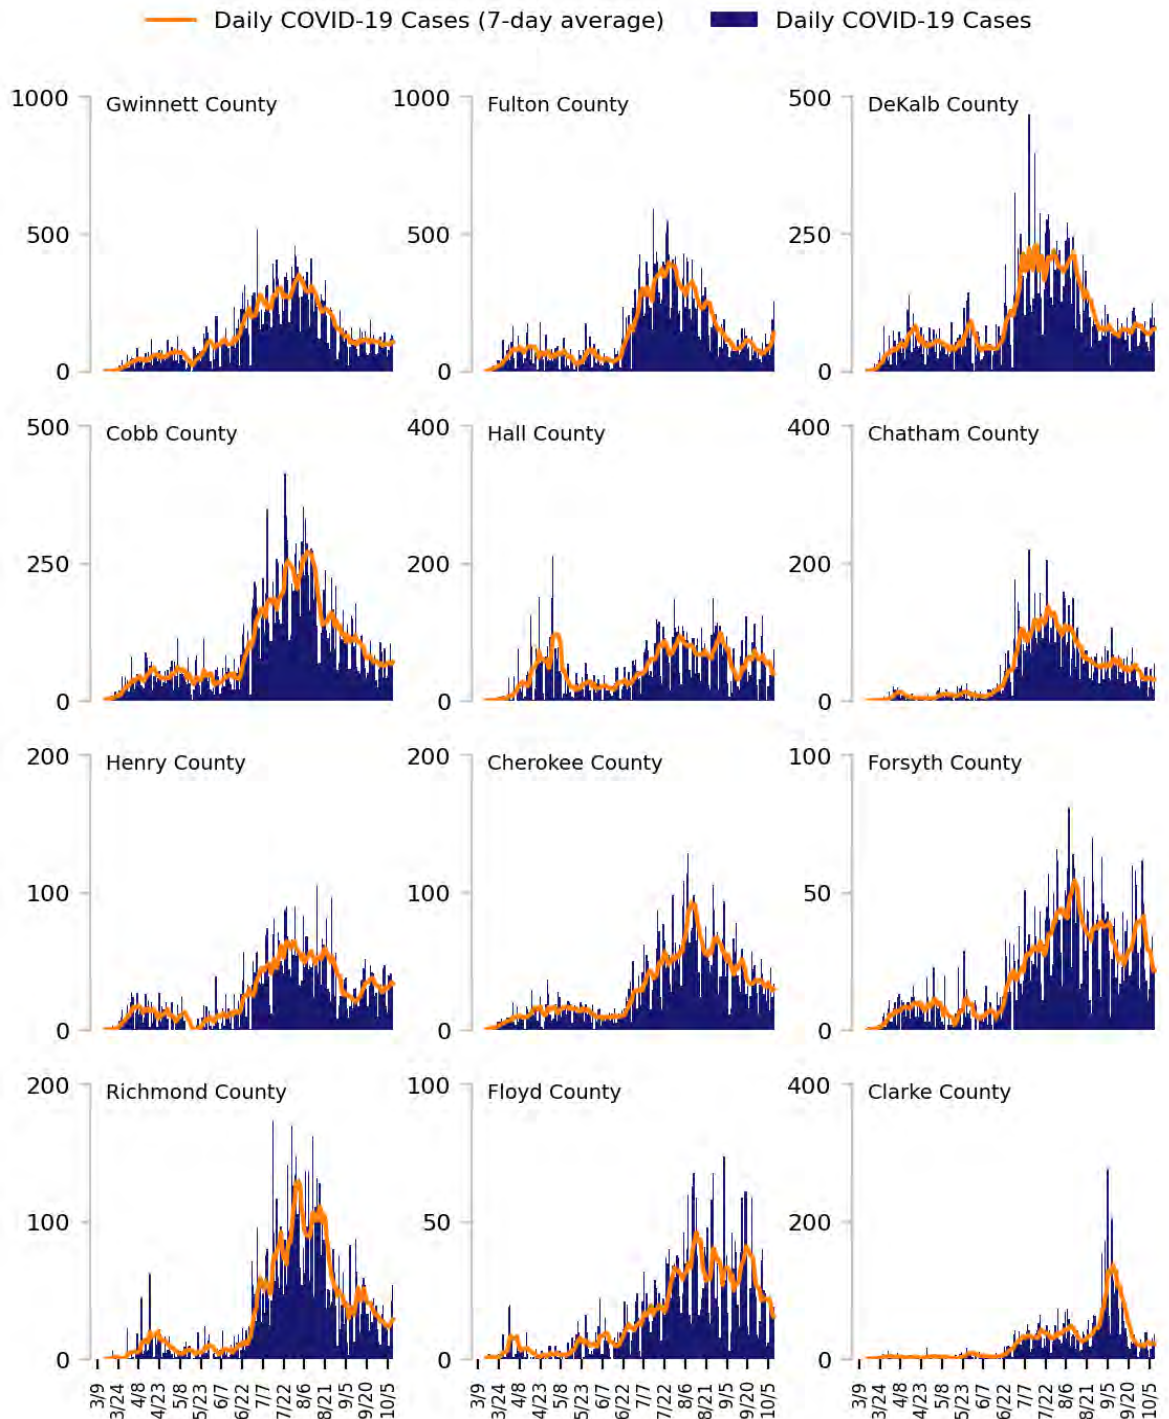 Daily COVID-19 Cases (7-day average) Daily COVID-19 Cases
1000 Gwinnett County 1000 Fulton County 500 DeKalb County
500 500 250
0 0 0
500 Cobb County 400 Hall County 400 Chatham County
250 200 200
0 0 0
200 Henry County 200 Cherokee County 100 Forsyth County
100 100 50
0 0 0
200 Richmond County 100 Floyd County 400 Clarke County
100 50 200
0 0 0
3/9 3/24 4/8 4/23 5/8 5/23 6/7 6/22 7/7 7/22 8/6 8/21 9/5 9/20 10/5 3/9 3/24 4/8 4/23 5/8 5/23 6/7 6/22 7/7 7/22 8/6 8/21 9/5 9/20 10/5 3/9 3/24 4/8 4/23 5/8 5/23 6/7 6/22 7/7 7/22 8/6 8/21 9/5 9/20 10/5